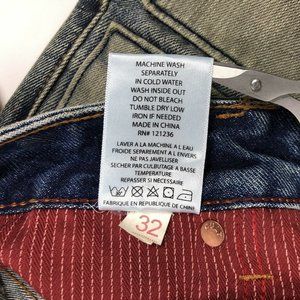 MACHINE WASH
SEPARATELY
IN COLD WATER
WASH INSIDE OUT
DO NOT BLEACH
TUMBLE DRY LOW
IRON IF NEEDED
MADE IN CHINA
RN# 121236
LAVER A LA MACHINE A L'EAU
FROIDE SEPAREMENT A L ENVERS
NE PAS JAVELLISER
SECHER PAR CULBUTAGE A BASSE
TEMPERATURE
REPASSER SI NECESSAIRE
FABRIQUE EN REPUBLIQUE DE CHINE
32